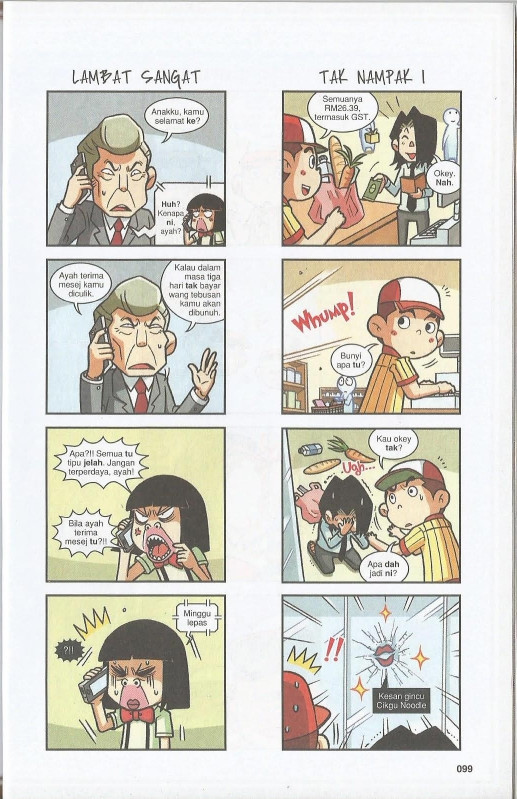 LAMBAT SANGAT
Anakku, kamu
selamat ke?
Huh?
Kenapa
ni,
ayah?
Ayah terima
mesej kamu
diculik.
Kalau dalam
masa tiga
hari tak bayar
wang tebusan
kamu akan
dibunuh.
Apa?!! Semua tu
tipu jelah. Jangan
terperdaya, ayah!
Bila ayah
terima
mesej tu?!!
Minggu
lepas
?!!
TAK NAMPAK 1
Semuanya
RM26.39,
termasuk GST.
Okey.
Nah.
WHUMP!
Bunyi
apa tu?
Kau okey
tak?
Ugh...
Apa dah
jadi ni?
!!
Kesan gincu
Cikgu Noodle
099